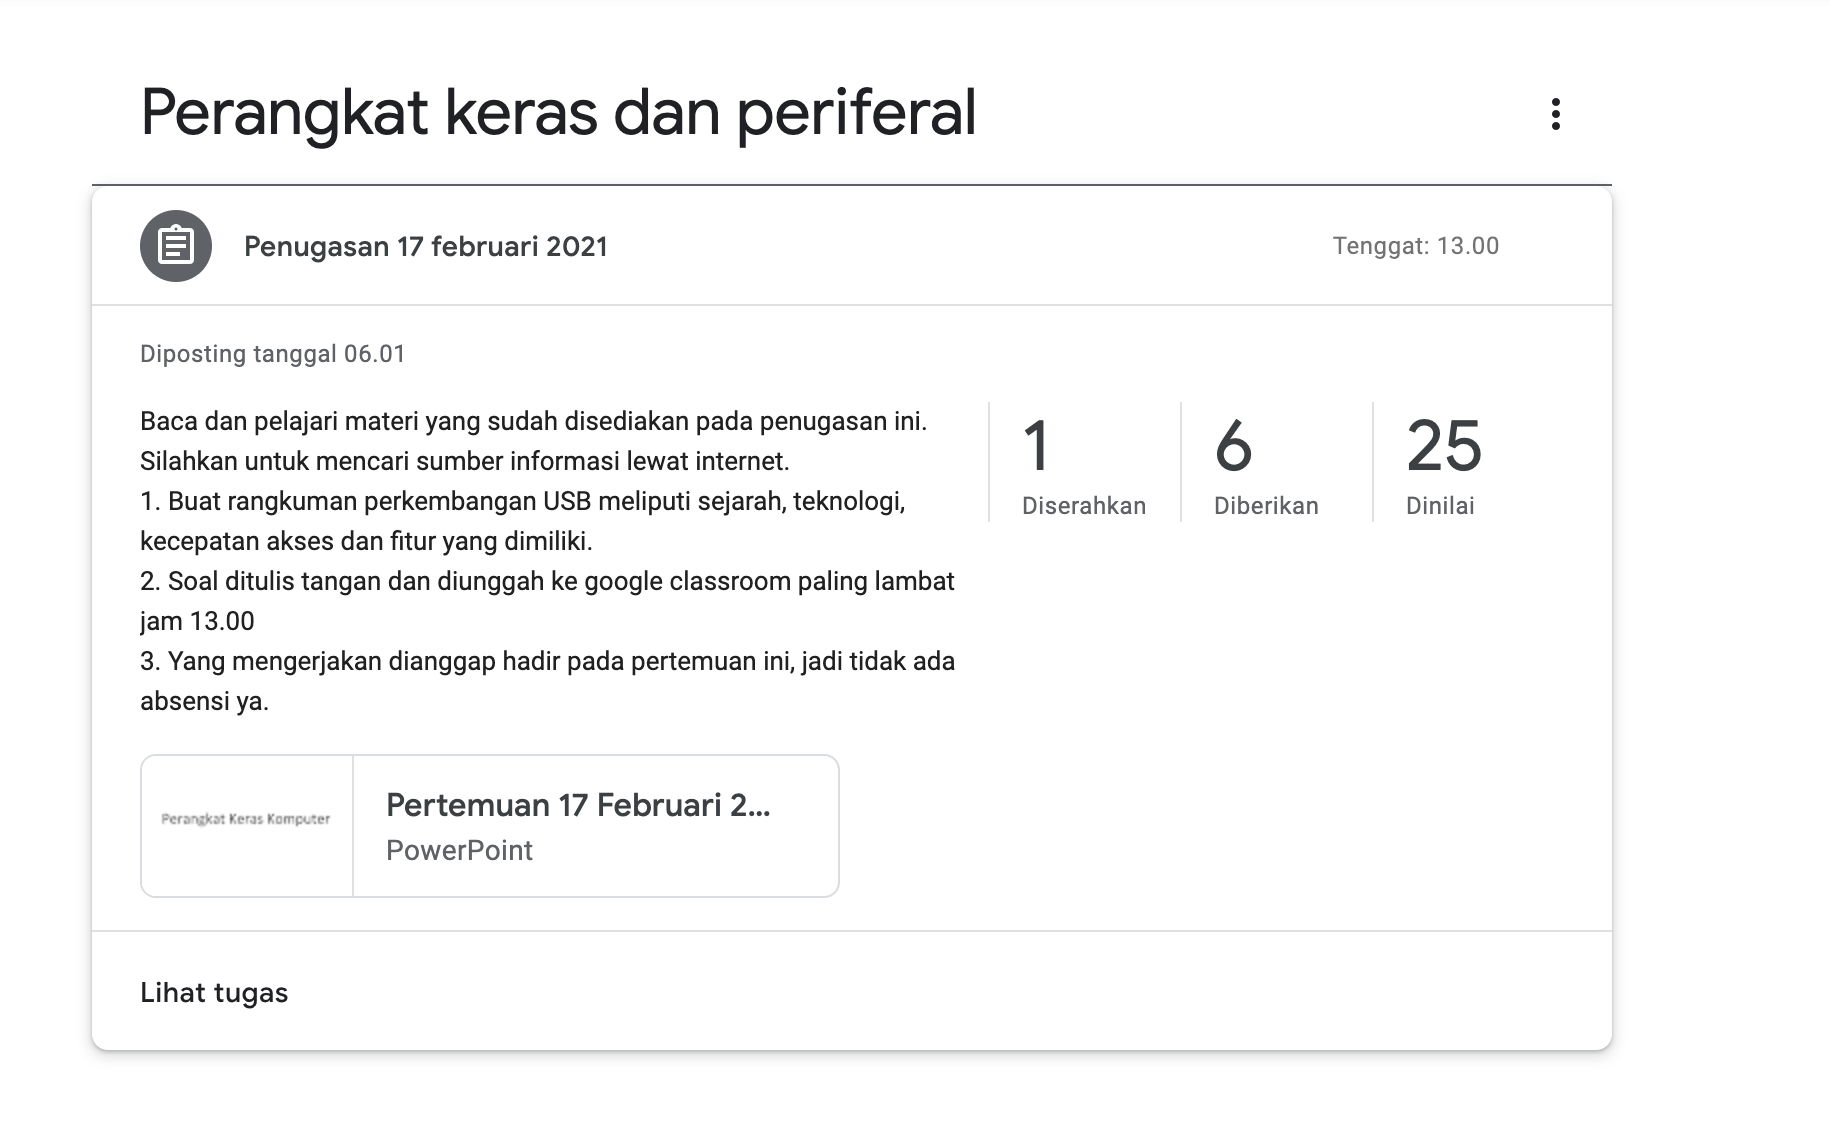 Perangkat keras dan periferal
Penugasan 17 februari 2021
Tenggat: 13.00
Diposting tanggal 06.01
Baca dan pelajari materi yang sudah disediakan pada penugasan ini.
Silahkan untuk mencari sumber informasi lewat internet.
1. Buat rangkuman perkembangan USB meliputi sejarah, teknologi,
kecepatan akses dan fitur yang dimiliki.
2. Soal ditulis tangan dan diunggah ke google classroom paling lambat
jam 13.00
3. Yang mengerjakan dianggap hadir pada pertemuan ini, jadi tidak ada
absensi ya.
1
Diserahkan
6
Diberikan
25
Dinilai
Perangkat Keras Komputer
Pertemuan 17 Februari 2...
PowerPoint
Lihat tugas